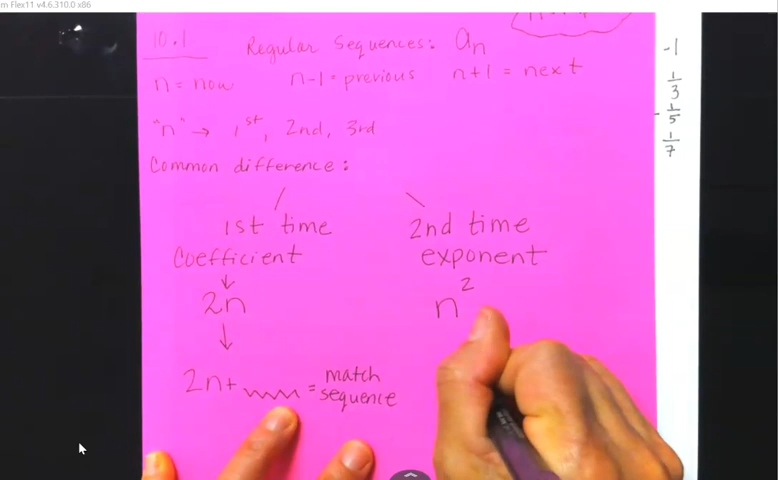 m Flex11 v4.6.310.0 x86
10.1 Regular Sequences: an
n = now n-1 = previous n+1 = next
"n" → 1st, 2nd, 3rd
Common difference:
1st time
Coefficient
↓
2n
↓
2n+ = match
sequence
2nd time
exponent
n²
-1
1/3
-1/5
1/7